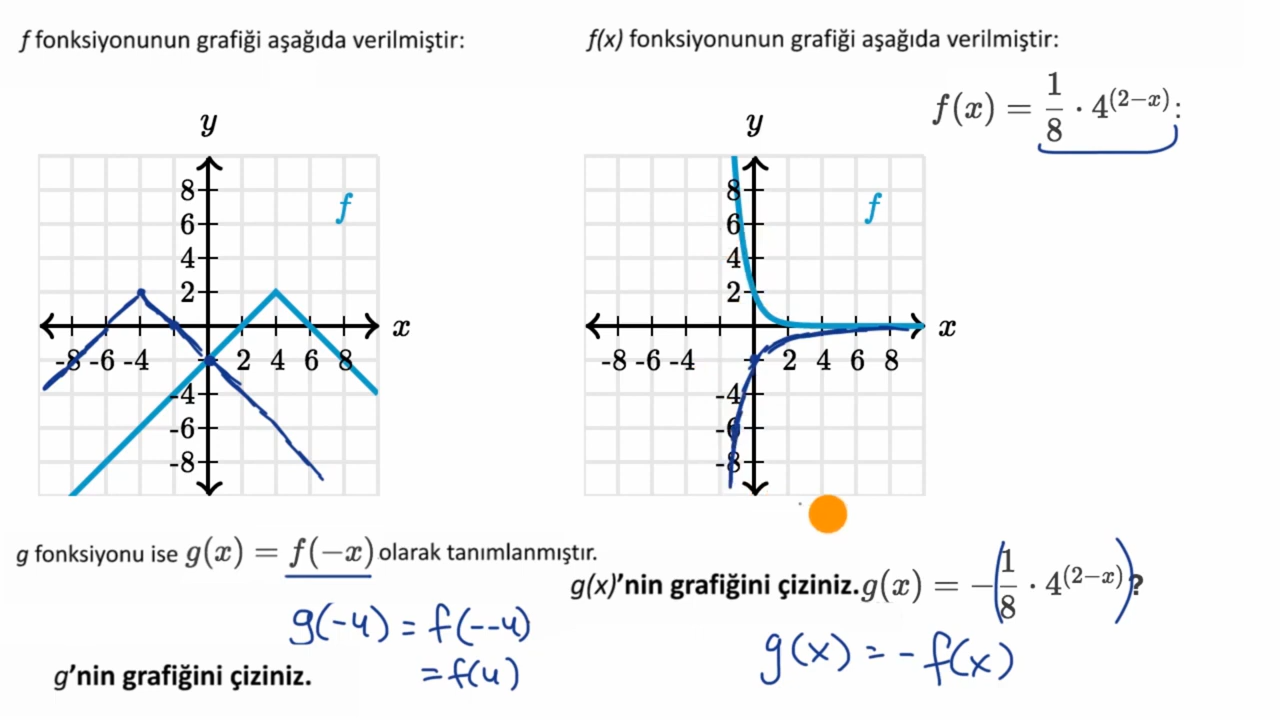 f fonksiyonunun grafiği aşağıda verilmiştir:
y
8
6
4
2
f
x
-8 -6 -4 2 4 6 8
-4
-6
-8
g fonksiyonu ise g(x) = f(−x) olarak tanımlanmıştır.
g(-4) = f(--4)
= f(4)
g'nin grafiğini çiziniz.
f(x) fonksiyonunun grafiği aşağıda verilmiştir:
f(x) = 1/8 · 4^(2−x):
y
8
6
4
2
f
x
-8 -6 -4 2 4 6 8
-4
-6
-8
g(x)'nin grafiğini çiziniz. g(x) = −(1/8 · 4^(2−x))?
g(x) = - f(x)